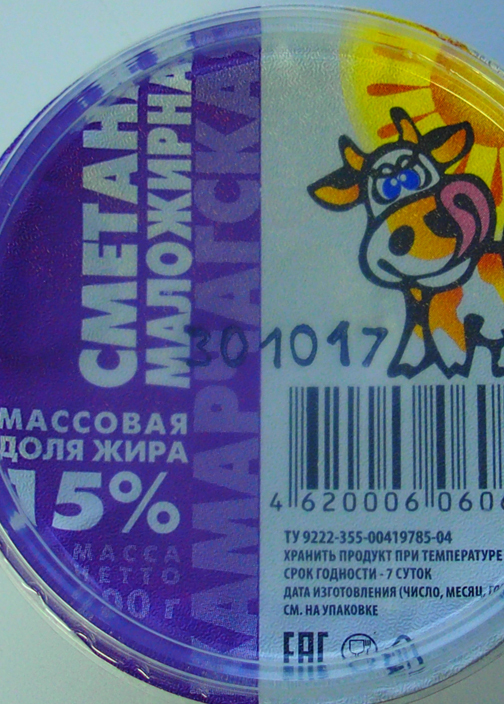 СМЕТАНА
МАЛОЖИРНАЯ
301017
МАССОВАЯ
ДОЛЯ ЖИРА
15%
МАССА
НЕТТО
4 620006 060
ТУ 9222-355-00419785-04
ХРАНИТЬ ПРОДУКТ ПРИ ТЕМПЕРАТУРЕ
СРОК ГОДНОСТИ - 7 СУТОК
ДАТА ИЗГОТОВЛЕНИЯ (ЧИСЛО, МЕСЯЦ,
СМ. НА УПАКОВКЕ
ЕАС